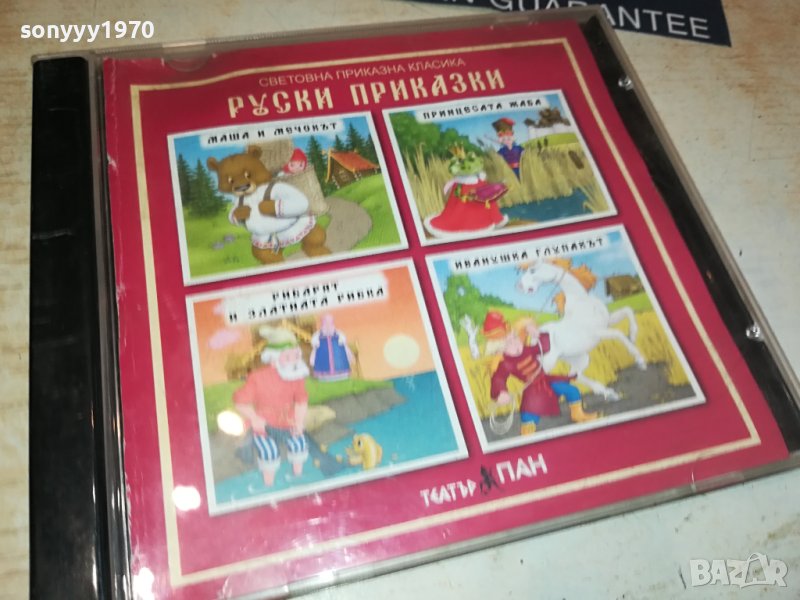 sonyyy1970
GUARANTEE
СВЕТОВНА ПРИКАЗНА КЛАСИКА
РУСКИ ПРИКАЗКИ
МАША И МЕЧОКЪТ
ПРИНЦЕСАТА ЖАБА
РИБАРЯТ
И ЗЛАТНАТА РИБКА
ИВАНУШКА ГЛУПАКЪТ
ТЕАТЪР ПАН
BAZAR